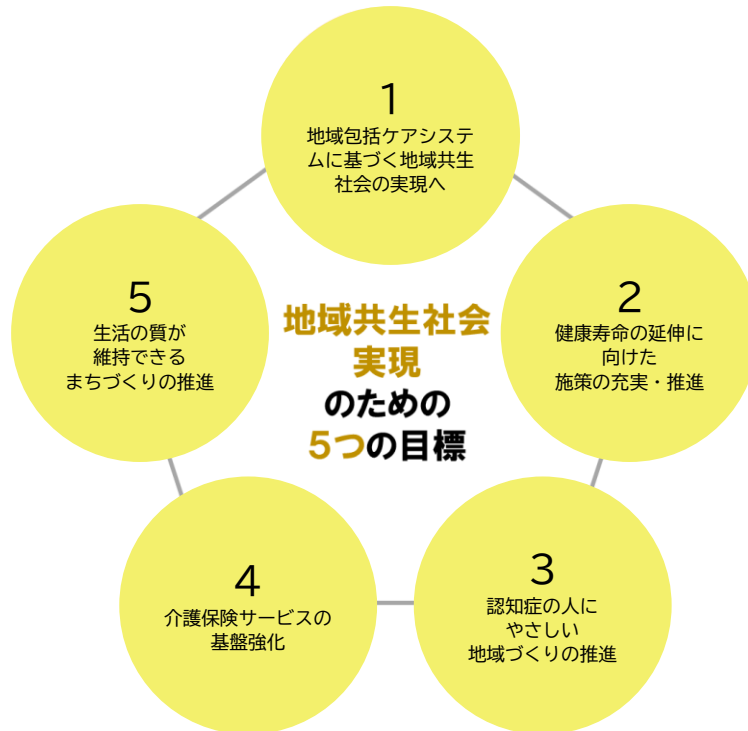 1
地域包括ケアシステ
ムに基づく地域共生
社会の実現へ
2
健康寿命の延伸に
向けた
施策の充実・推進
3
認知症の人に
やさしい
地域づくりの推進
4
介護保険サービスの
基盤強化
5
生活の質が
維持できる
まちづくりの推進
地域共生社会
実現
のための
5つの目標